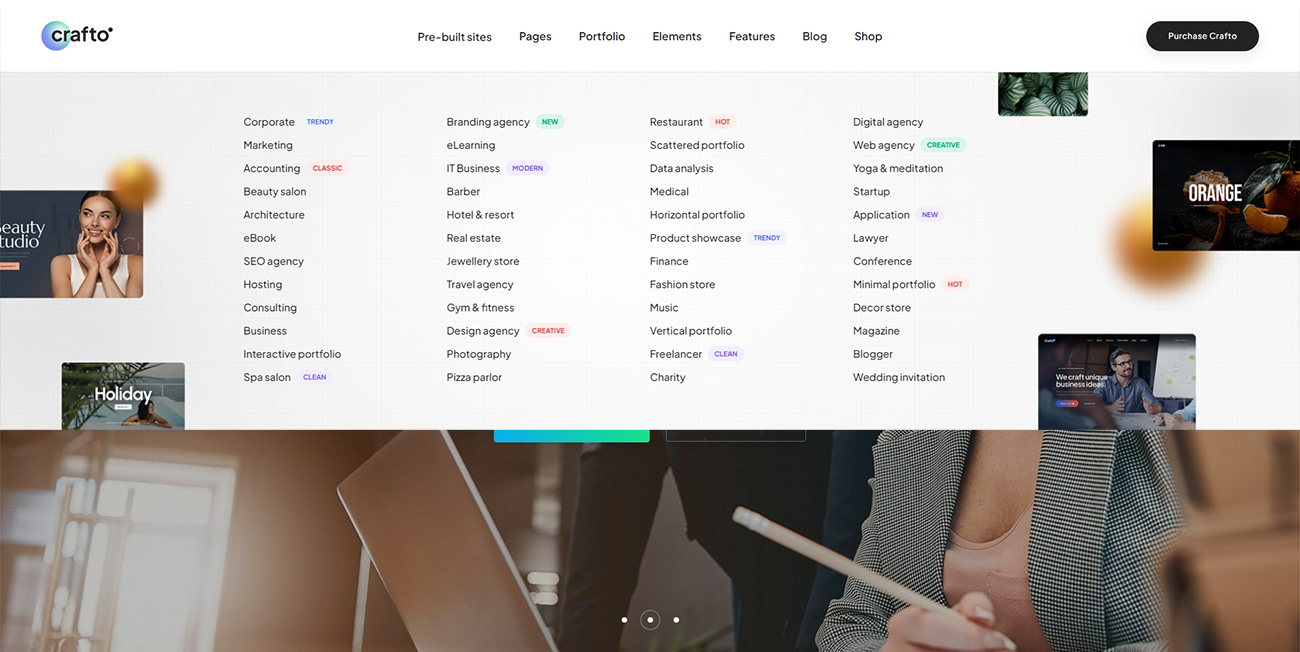 crafto
Pre-built sites Pages Portfolio Elements Features Blog Shop
Purchase Crafto
Corporate TRENDY
Marketing
Accounting CLASSIC
Beauty salon
Architecture
eBook
SEO agency
Hosting
Consulting
Business
Interactive portfolio
Spa salon CLEAN
Branding agency NEW
eLearning
IT Business MODERN
Barber
Hotel & resort
Real estate
Jewellery store
Travel agency
Gym & fitness
Design agency CREATIVE
Photography
Pizza parlor
Restaurant HOT
Scattered portfolio
Data analysis
Medical
Horizontal portfolio
Product showcase TRENDY
Finance
Fashion store
Music
Vertical portfolio
Freelancer CLEAN
Charity
Digital agency
Web agency CREATIVE
Yoga & meditation
Startup
Application NEW
Lawyer
Conference
Minimal portfolio HOT
Decor store
Magazine
Blogger
Wedding invitation
Holiday
ORANGE
We craft unique
business ideas.